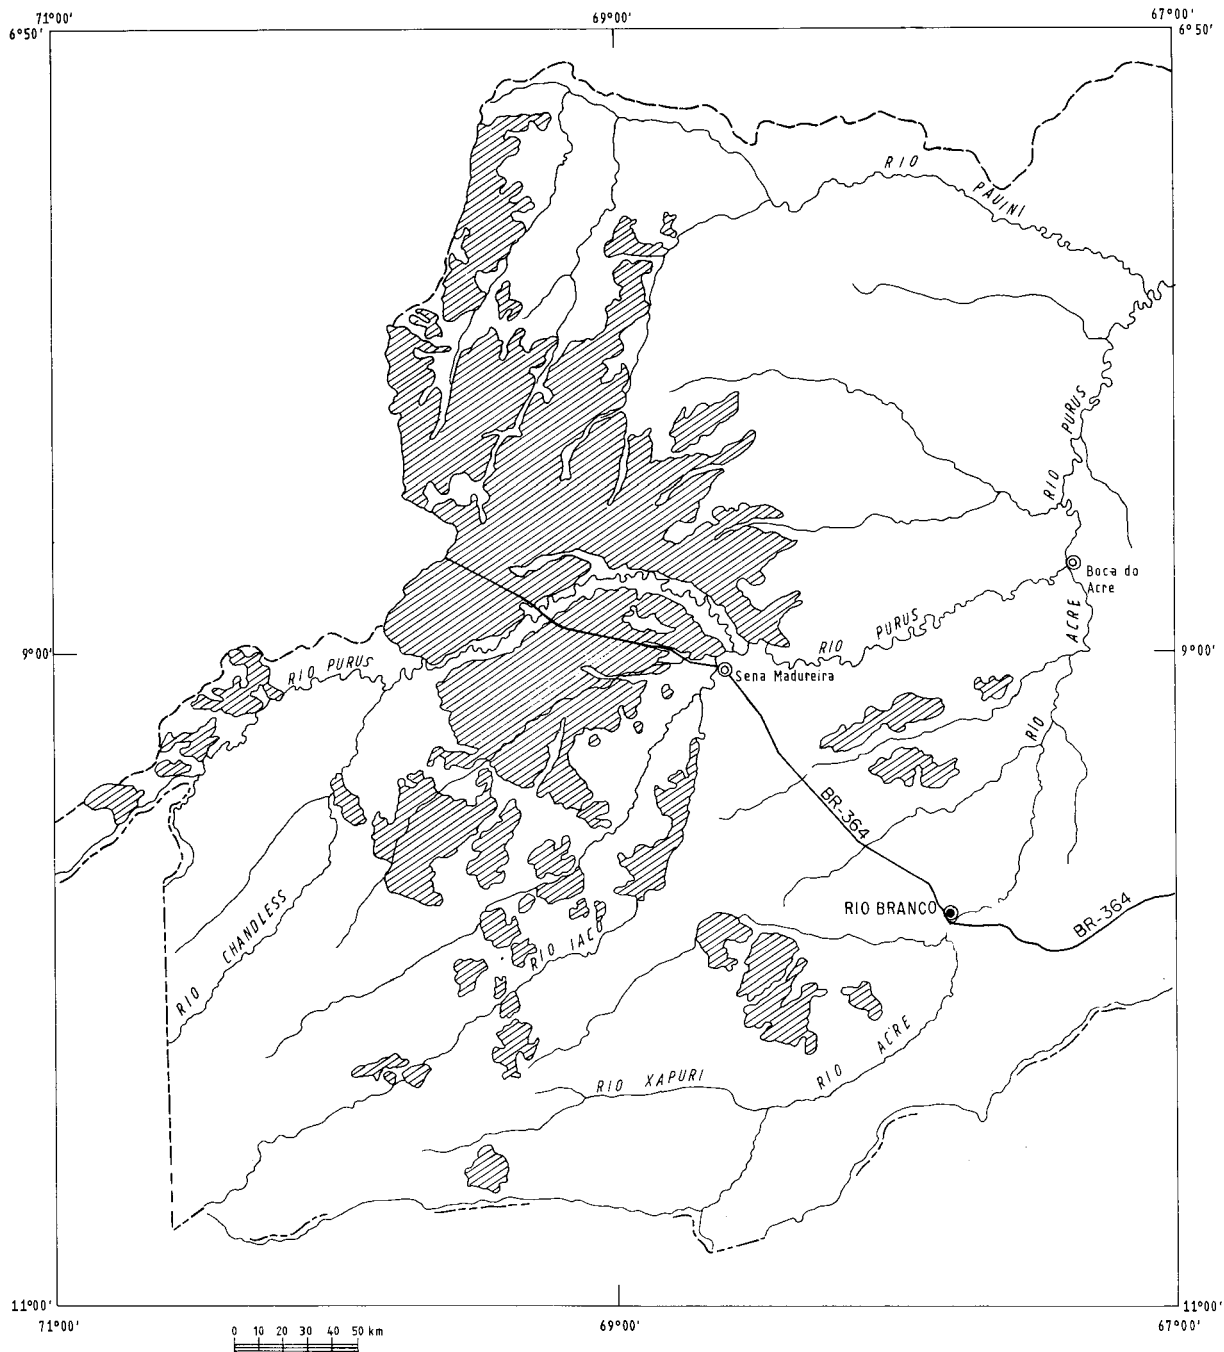 71°00'
69°00'
67°00'
6°50'
6°50'
RIO
PAUINÍ
RIO PURUS
Boca do
Acre
RIO PURUS
ACRE
9°00'
9°00'
RIO PURUS
Sena Madureira
RIO
BR-364
RIO CHANDLESS
RIO BRANCO
BR-364
RIO IACO
RIO ACRE
RIO XAPURI
11°00'
11°00'
71°00'
69°00'
67°00'
0 10 20 30 40 50 km